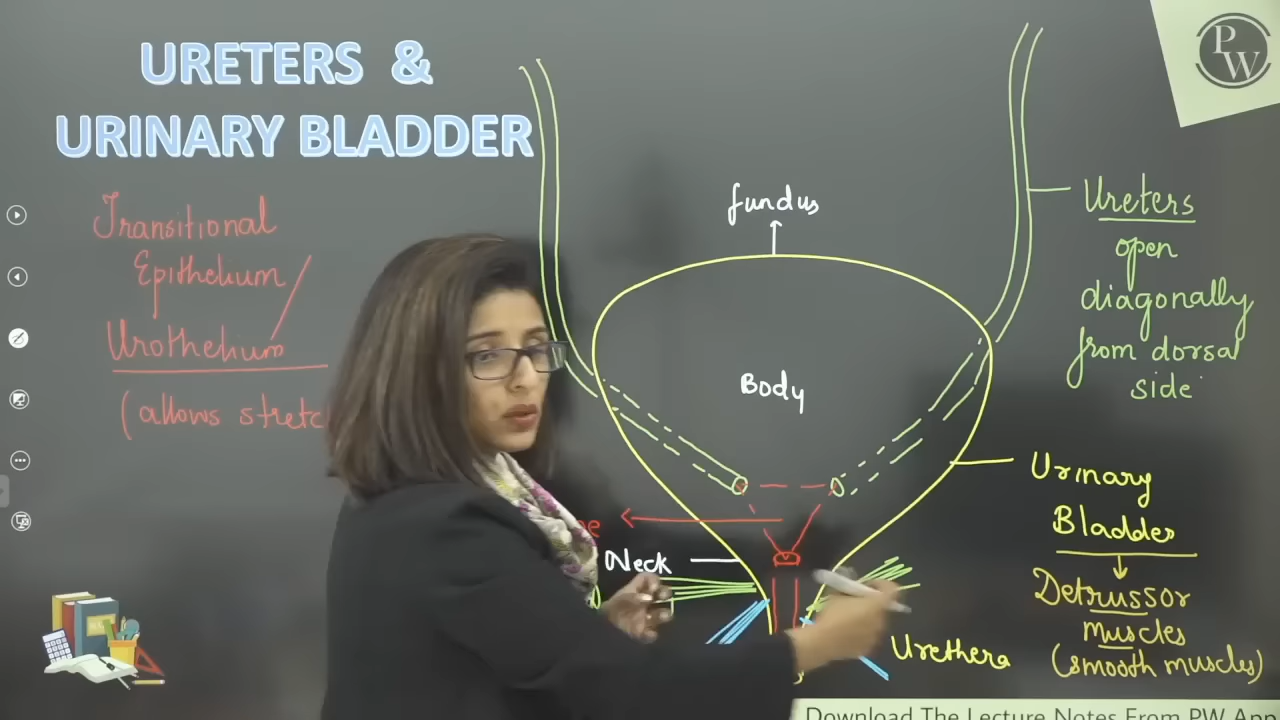 URETERS &
URINARY BLADDER
PW
Transitional
Epithelium/
Urothelium
(allows
fundus
Body
Neck
Ureters
open
diagonally
from dorsal
side
Urinary
Bladder
Detrussor
muscles
(smooth muscles)
Urethera
Download The Lecture Notes From PW App